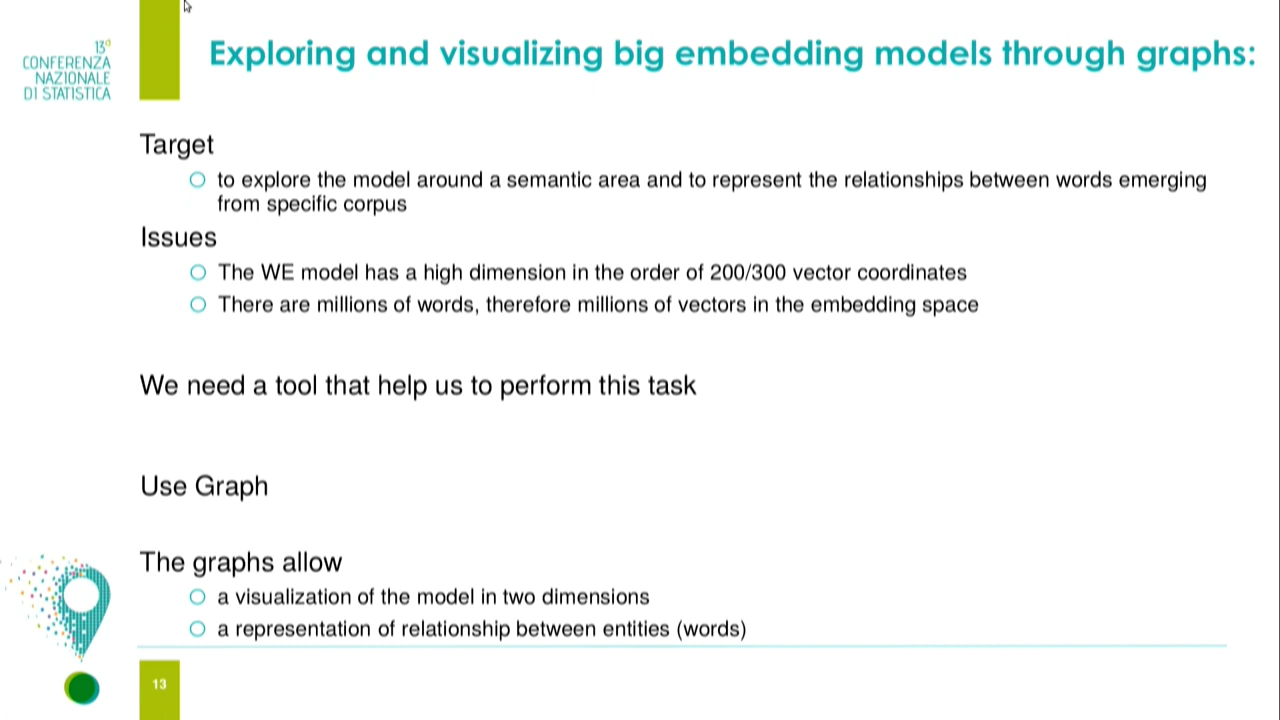 13a
CONFERENZA
NAZIONALE
DI STATISTICA
Exploring and visualizing big embedding models through graphs:
Target
to explore the model around a semantic area and to represent the relationships between words emerging
from specific corpus
Issues
The WE model has a high dimension in the order of 200/300 vector coordinates
There are millions of words, therefore millions of vectors in the embedding space
We need a tool that help us to perform this task
Use Graph
The graphs allow
a visualization of the model in two dimensions
a representation of relationship between entities (words)
13